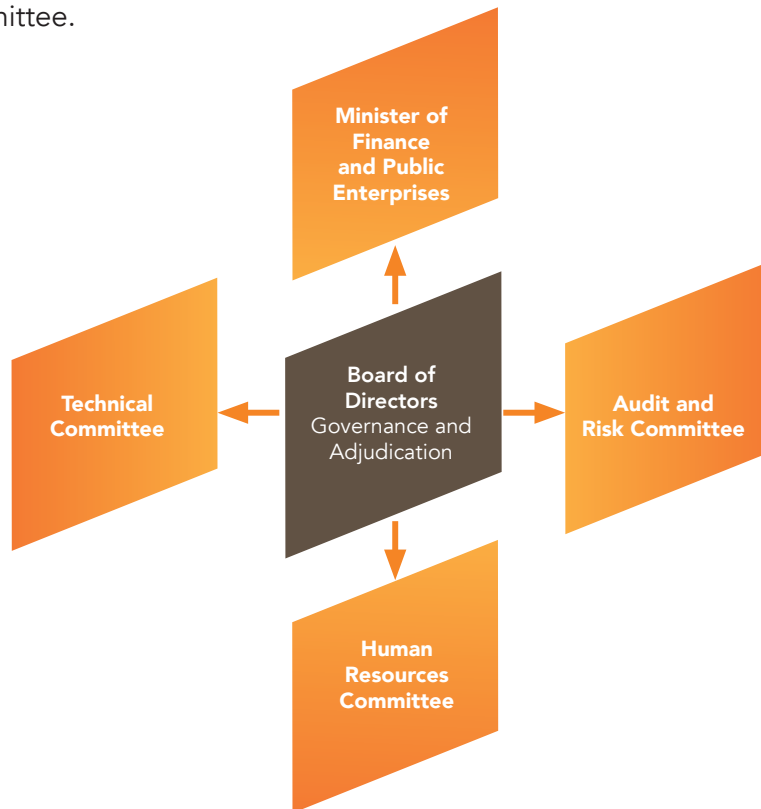 mittee.
Minister of
Finance
and Public
Enterprises
Technical
Committee
Board of
Directors
Governance and
Adjudication
Audit and
Risk Committee
Human
Resources
Committee